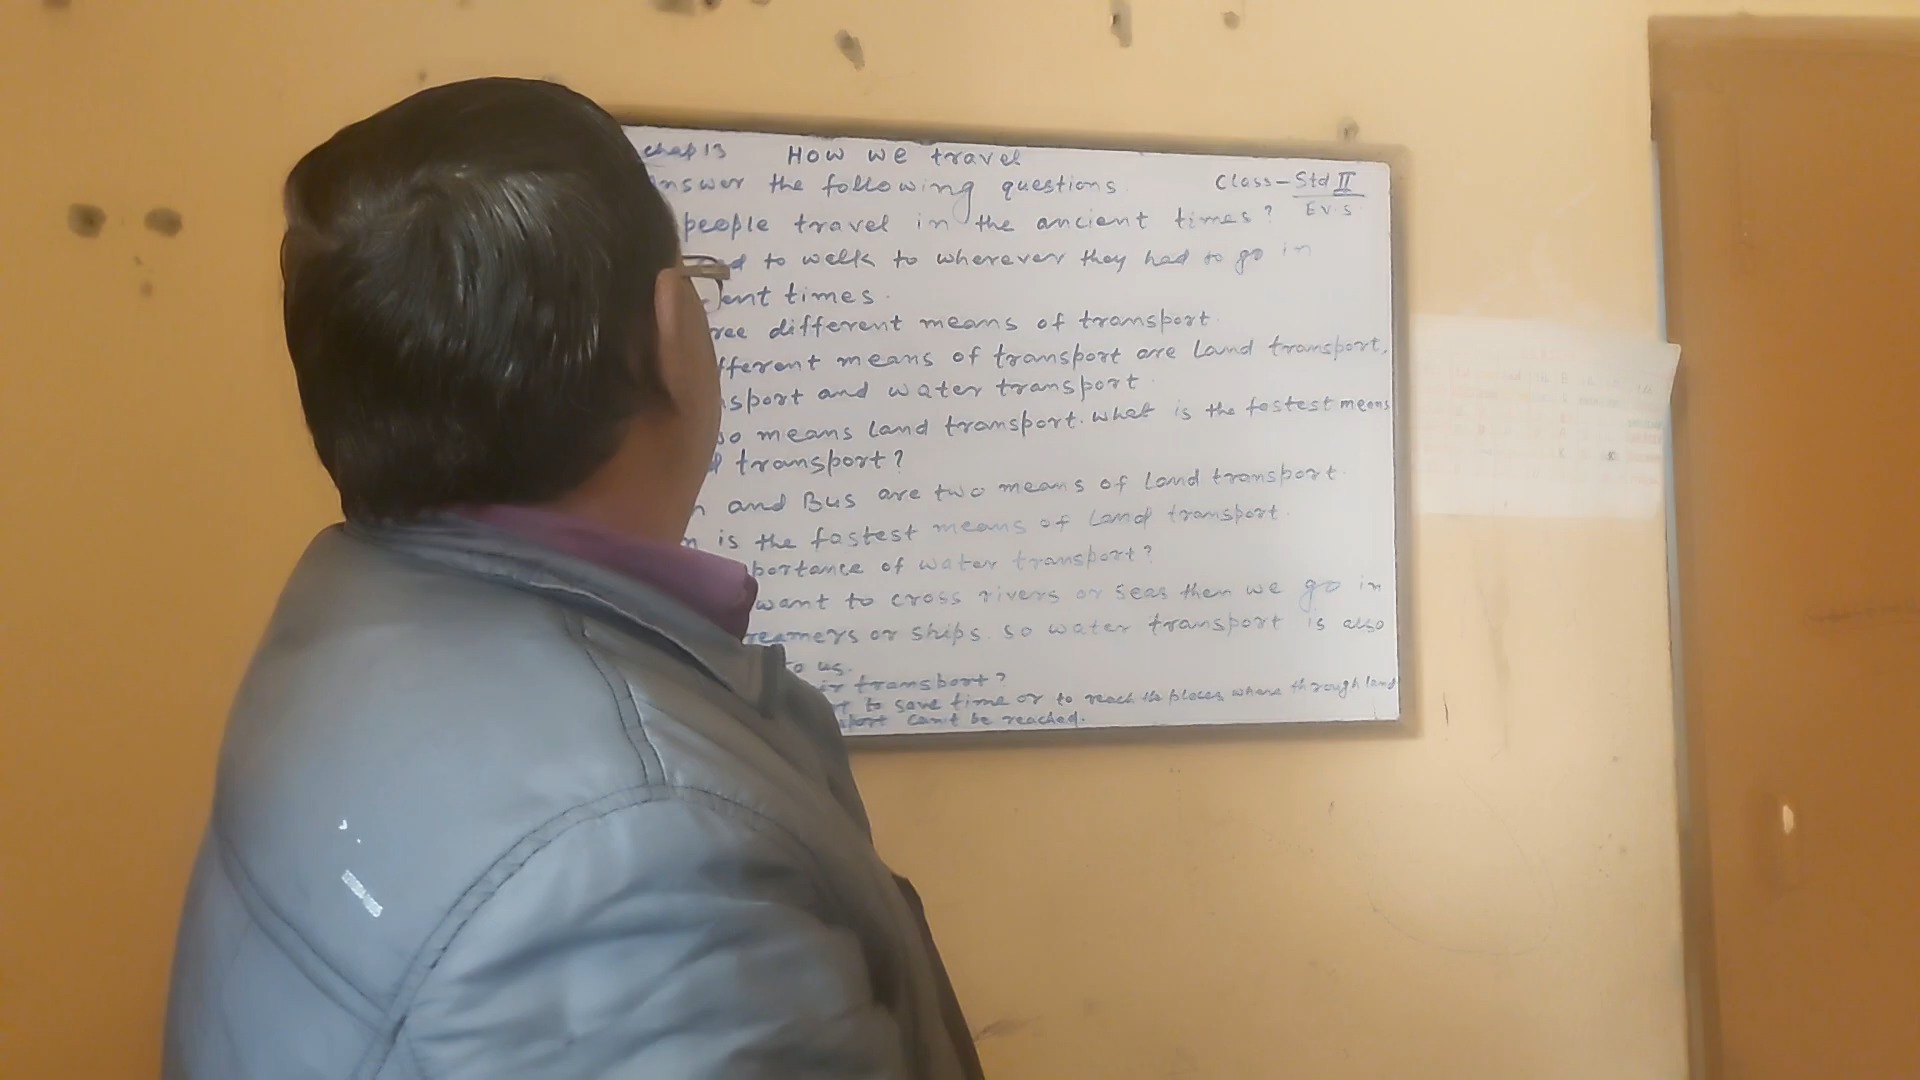 Chap 13 How we travel
Answer the following questions. Class - Std II
E.V.S
people travel in the ancient times?
to walk to wherever they had to go in
ent times.
ree different means of transport.
fferent means of transport are Land transport,
nsport and water transport.
o means land transport. what is the fastest means
transport?
n and Bus are two means of Land transport.
n is the fastest means of Land transport.
portance of water transport?
want to cross rivers or seas then we go in
reamers or ships. so water transport is also
to us.
ir transport?
to save time or to reach the places where through land
sport can't be reached.